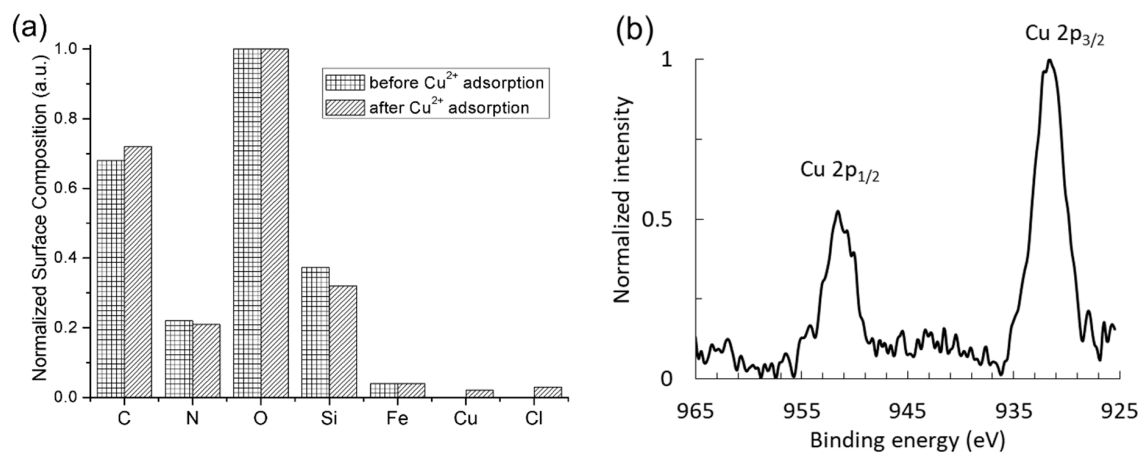 (a)
Normalized Surface Composition (a.u.)
1.0
0.8
0.6
0.4
0.2
0.0
before Cu²⁺ adsorption
after Cu²⁺ adsorption
C N O Si Fe Cu Cl
(b)
Normalized intensity
1
0.5
0
Cu 2p₃/₂
Cu 2p₁/₂
965 955 945 935 925
Binding energy (eV)